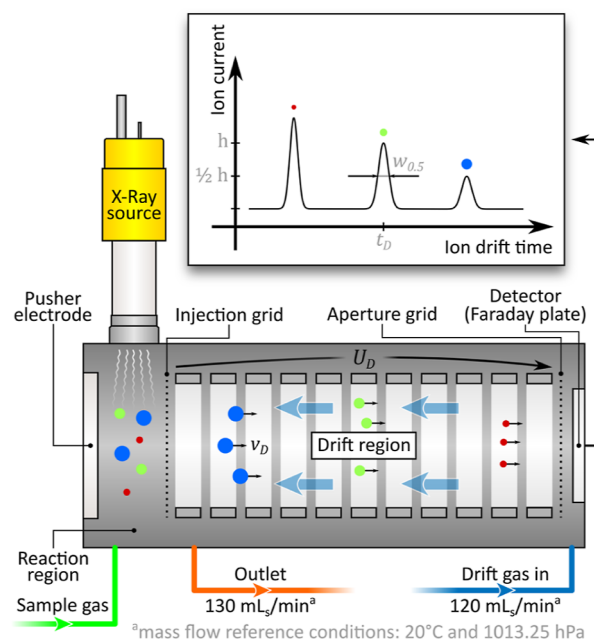 Ion current
h
½ h
w0.5
tD
Ion drift time
X-Ray
source
Pusher
electrode
Injection grid
Aperture grid
Detector
(Faraday plate)
UD
vD
Drift region
Reaction
region
Sample gas
Outlet
130 mLs/minᵃ
Drift gas in
120 mLs/minᵃ
ᵃmass flow reference conditions: 20°C and 1013.25 hPa